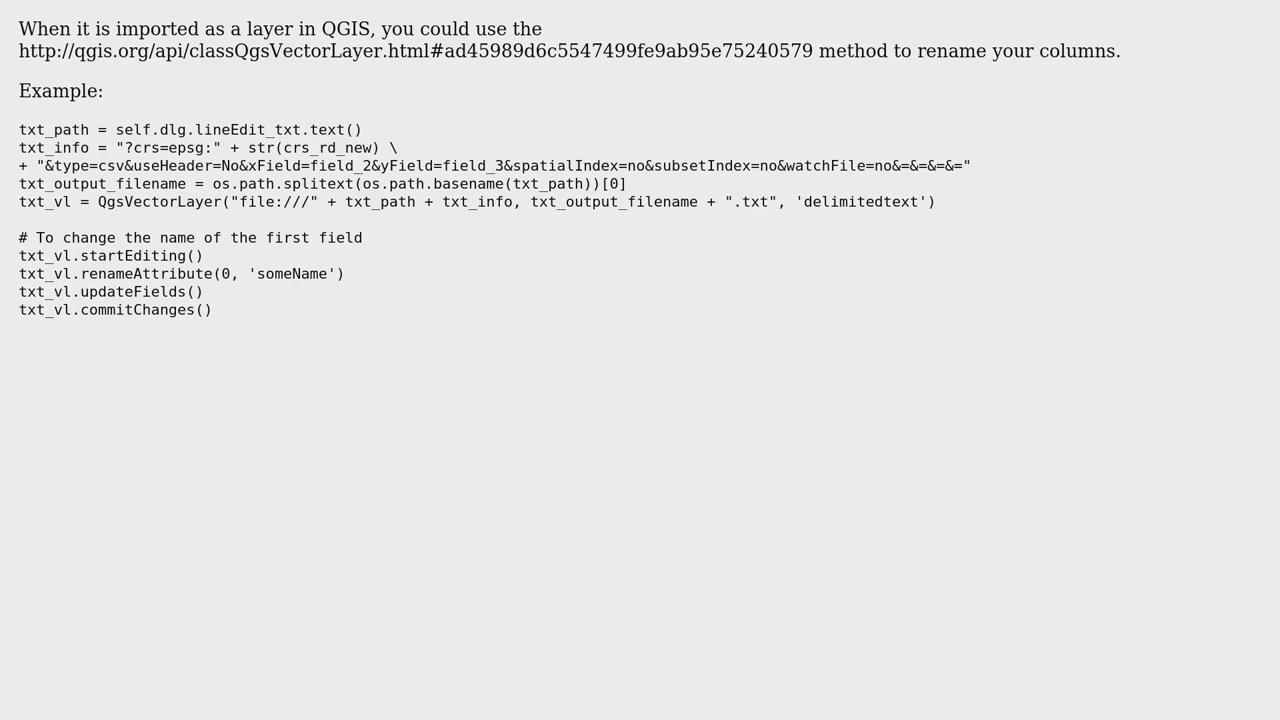 When it is imported as a layer in QGIS, you could use the
http://qgis.org/api/classQgsVectorLayer.html#ad45989d6c5547499fe9ab95e75240579 method to rename your columns.
Example:
txt_path = self.dlg.lineEdit_txt.text()
txt_info = "?crs=epsg:" + str(crs_rd_new) \
+ "&type=csv&useHeader=No&xField=field_2&yField=field_3&spatialIndex=no&subsetIndex=no&watchFile=no&=&=&=&="
txt_output_filename = os.path.splitext(os.path.basename(txt_path))[0]
txt_vl = QgsVectorLayer("file:///" + txt_path + txt_info, txt_output_filename + ".txt", 'delimitedtext')
# To change the name of the first field
txt_vl.startEditing()
txt_vl.renameAttribute(0, 'someName')
txt_vl.updateFields()
txt_vl.commitChanges()